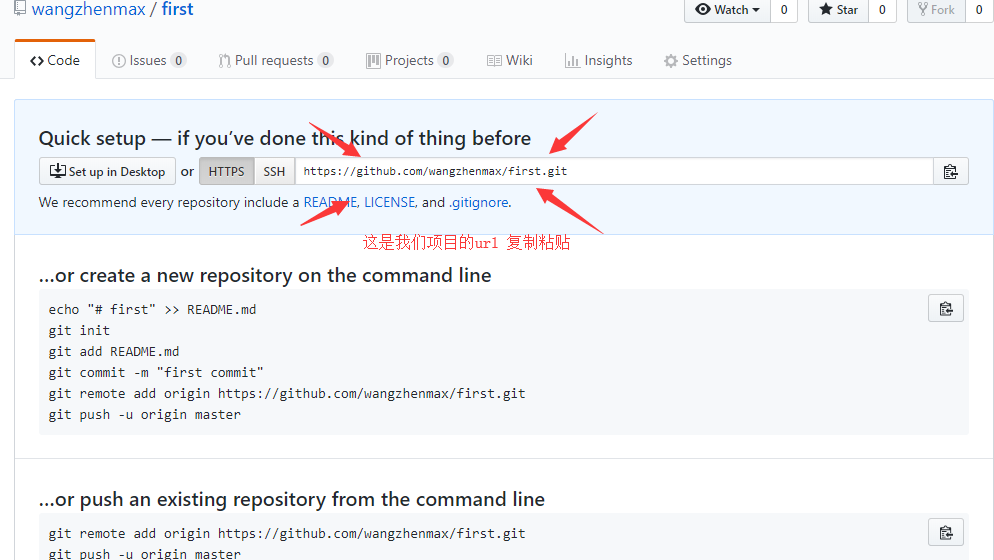 wangzhenmax / first
Watch 0 Star 0 Fork 0
Code Issues 0 Pull requests 0 Projects 0 Wiki Insights Settings
Quick setup — if you’ve done this kind of thing before
Set up in Desktop or HTTPS SSH https://github.com/wangzhenmax/first.git
We recommend every repository include a README, LICENSE, and .gitignore.
这是我们项目的url 复制粘贴
…or create a new repository on the command line
echo "# first" >> README.md
git init
git add README.md
git commit -m "first commit"
git remote add origin https://github.com/wangzhenmax/first.git
git push -u origin master
…or push an existing repository from the command line
git remote add origin https://github.com/wangzhenmax/first.git
git push -u origin master